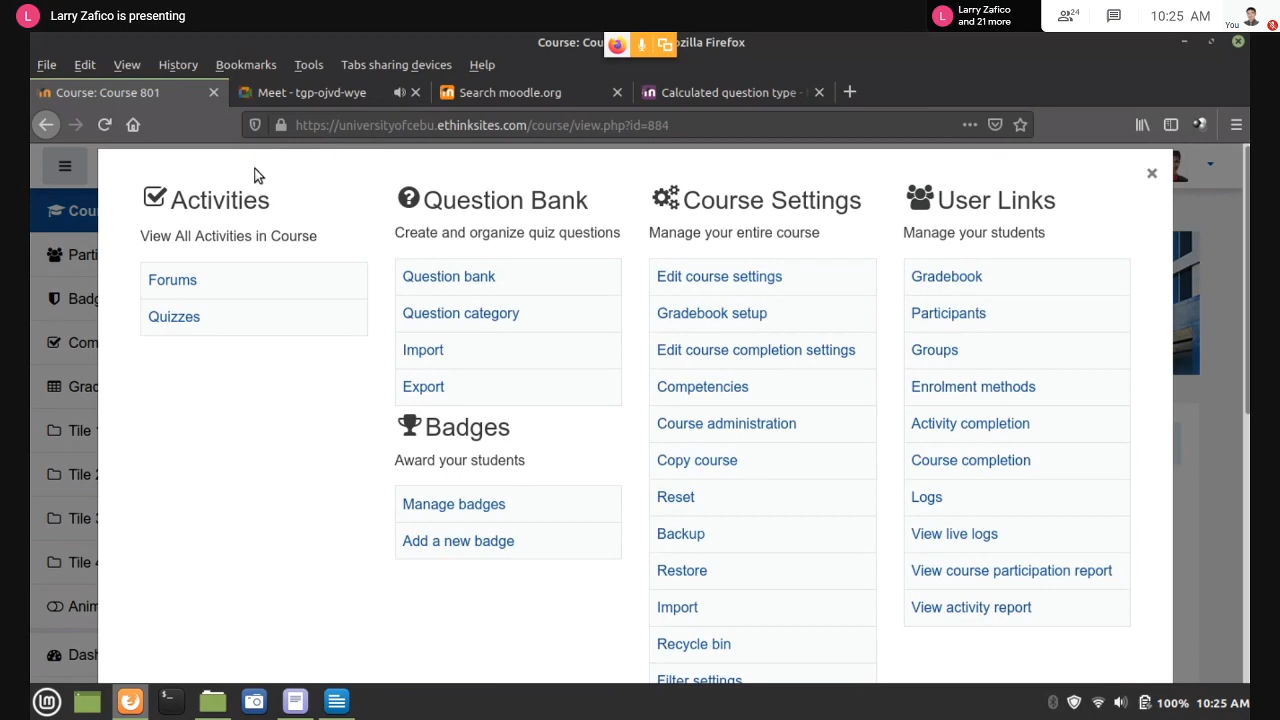 L Larry Zafico is presenting
L Larry Zafico
and 21 more
24
10:25 AM
You
Course: Cou
ozilla Firefox
File Edit View History Bookmarks Tools Tabs sharing devices Help
Course: Course 801
Meet - tgp-ojvd-wye
Search moodle.org
Calculated question type -
https://universityofcebu.ethinksites.com/course/view.php?id=884
Cour
Parti
Badg
Com
Grad
Tile
Tile 2
Tile 3
Tile 4
Anim
Dash
Activities
View All Activities in Course
Forums
Quizzes
Question Bank
Create and organize quiz questions
Question bank
Question category
Import
Export
Badges
Award your students
Manage badges
Add a new badge
Course Settings
Manage your entire course
Edit course settings
Gradebook setup
Edit course completion settings
Competencies
Course administration
Copy course
Reset
Backup
Restore
Import
Recycle bin
Filter settings
User Links
Manage your students
Gradebook
Participants
Groups
Enrolment methods
Activity completion
Course completion
Logs
View live logs
View course participation report
View activity report
100% 10:25 AM